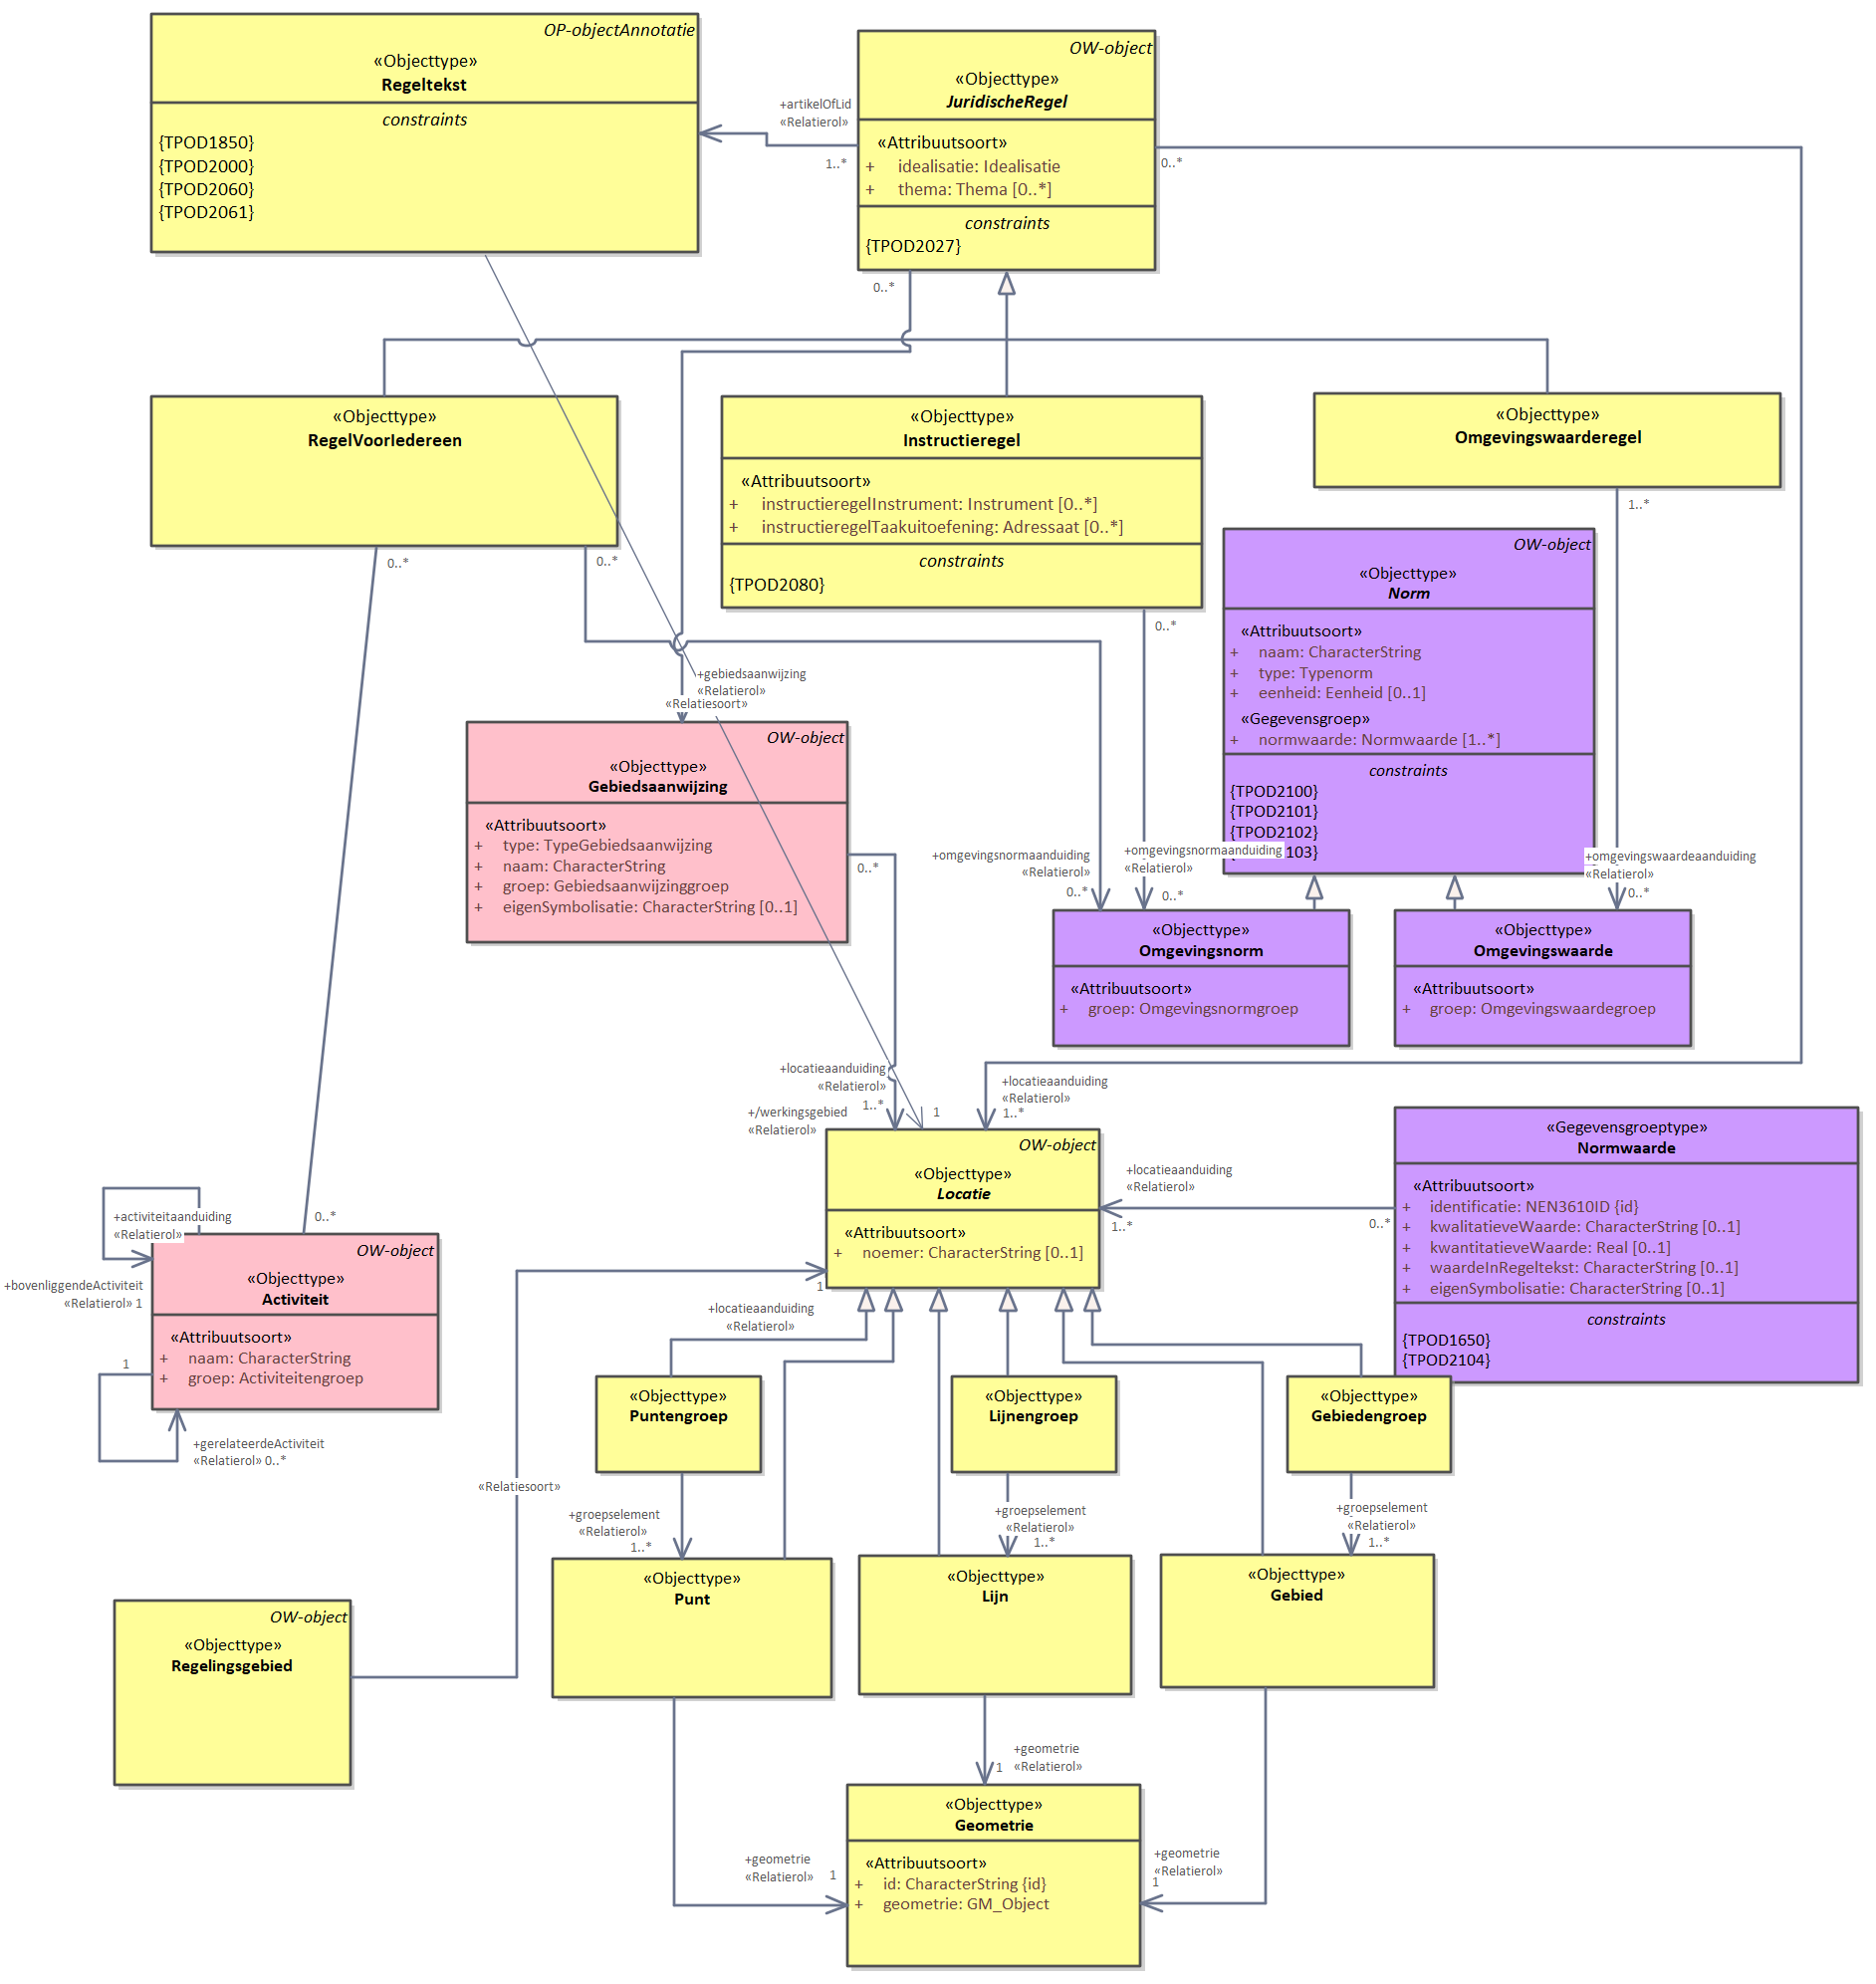 OP-objectAnnotatie
«Objecttype»
Regeltekst
constraints
{TPOD1850}
{TPOD2000}
{TPOD2060}
{TPOD2061}
OW-object
«Objecttype»
JuridischeRegel
«Attribuutsoort»
+ idealisatie: Idealisatie
+ thema: Thema [0..*]
constraints
{TPOD2027}
+artikelOfLid
«Relatierol»
1..*
0..*
0..*
«Objecttype»
RegelVoorIedereen
«Objecttype»
Instructieregel
«Attribuutsoort»
+ instructieregelInstrument: Instrument [0..*]
+ instructieregelTaakuitoefening: Adressaat [0..*]
constraints
{TPOD2080}
«Objecttype»
Omgevingswaarderegel
0..*
0..*
0..*
1..*
OW-object
«Objecttype»
Norm
«Attribuutsoort»
+ naam: CharacterString
+ type: Typenorm
+ eenheid: Eenheid [0..1]
«Gegevensgroep»
+ normwaarde: Normwaarde [1..*]
constraints
{TPOD2100}
{TPOD2101}
{TPOD2102}
103}
+gebiedsaanwijzing
«Relatierol»
«Relatiesoort»
OW-object
«Objecttype»
Gebiedsaanwijzing
«Attribuutsoort»
+ type: TypeGebiedsaanwijzing
+ naam: CharacterString
+ groep: Gebiedsaanwijzinggroep
+ eigenSymbolisatie: CharacterString [0..1]
0..*
+omgevingsnormaanduiding
«Relatierol»
0..*
+omgevingsnormaanduiding
«Relatierol»
0..*
+omgevingswaardeaanduiding
«Relatierol»
0..*
«Objecttype»
Omgevingsnorm
«Attribuutsoort»
+ groep: Omgevingsnormgroep
«Objecttype»
Omgevingswaarde
«Attribuutsoort»
+ groep: Omgevingswaardegroep
+locatieaanduiding
«Relatierol»
1..*
+/werkingsgebied
«Relatierol»
1
+locatieaanduiding
«Relatierol»
1..*
OW-object
«Objecttype»
Locatie
«Attribuutsoort»
+ noemer: CharacterString [0..1]
+locatieaanduiding
«Relatierol»
1..*
0..*
«Gegevensgroeptype»
Normwaarde
«Attribuutsoort»
+ identificatie: NEN3610ID {id}
+ kwalitatieveWaarde: CharacterString [0..1]
+ kwantitatieveWaarde: Real [0..1]
+ waardeInRegeltekst: CharacterString [0..1]
+ eigenSymbolisatie: CharacterString [0..1]
constraints
{TPOD1650}
{TPOD2104}
+activiteitaanduiding
«Relatierol»
0..*
+bovenliggendeActiviteit
«Relatierol» 1
OW-object
«Objecttype»
Activiteit
«Attribuutsoort»
+ naam: CharacterString
+ groep: Activiteitengroep
1
+gerelateerdeActiviteit
«Relatierol» 0..*
1
+locatieaanduiding
«Relatierol»
«Relatiesoort»
«Objecttype»
Puntengroep
«Objecttype»
Lijnengroep
«Objecttype»
Gebiedengroep
+groepselement
«Relatierol»
1..*
+groepselement
«Relatierol»
1..*
+groepselement
«Relatierol»
1..*
«Objecttype»
Punt
«Objecttype»
Lijn
«Objecttype»
Gebied
OW-object
«Objecttype»
Regelingsgebied
+geometrie
«Relatierol»
1
+geometrie
«Relatierol»
1
+geometrie
«Relatierol»
1
«Objecttype»
Geometrie
«Attribuutsoort»
+ id: CharacterString {id}
+ geometrie: GM_Object